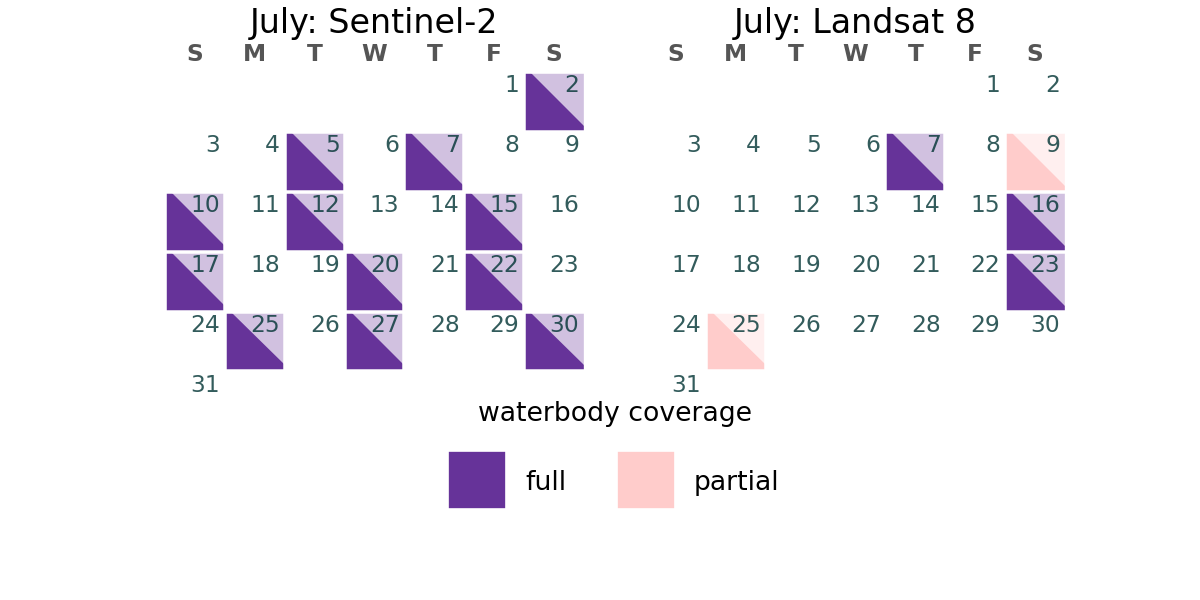 July: Sentinel-2
S M T W T F S
1 2
3 4 5 6 7 8 9
10 11 12 13 14 15 16
17 18 19 20 21 22 23
24 25 26 27 28 29 30
31
July: Landsat 8
S M T W T F S
1 2
3 4 5 6 7 8 9
10 11 12 13 14 15 16
17 18 19 20 21 22 23
24 25 26 27 28 29 30
31
waterbody coverage
full
partial